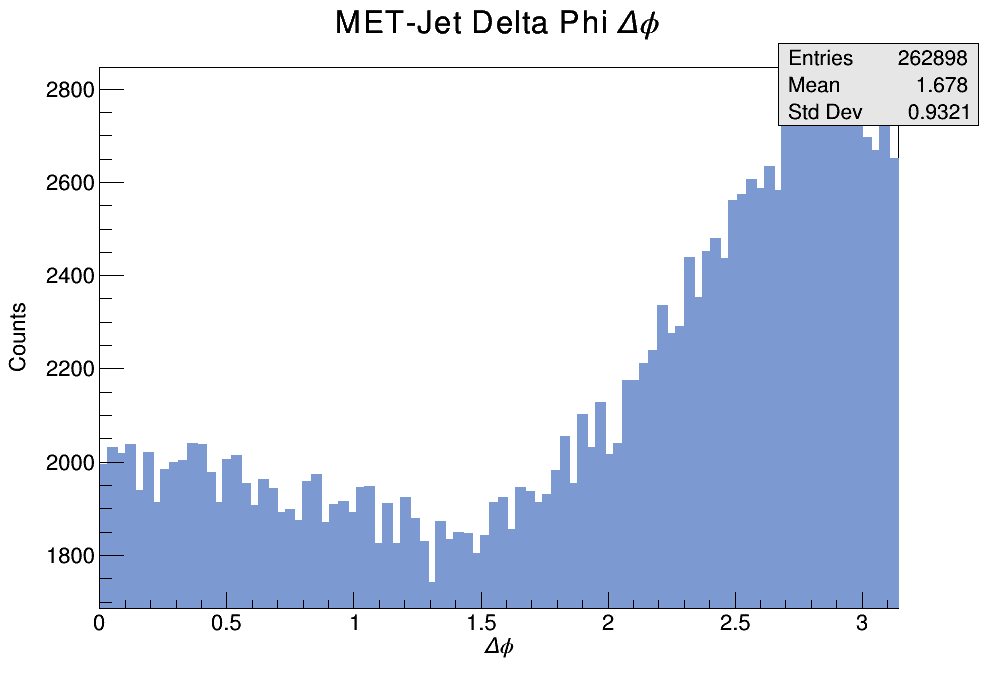 MET-Jet Delta Phi Δϕ
Entries 262898
Mean 1.678
Std Dev 0.9321
2800
2600
2400
2200
2000
1800
Counts
0 0.5 1 1.5 2 2.5 3
Δϕ